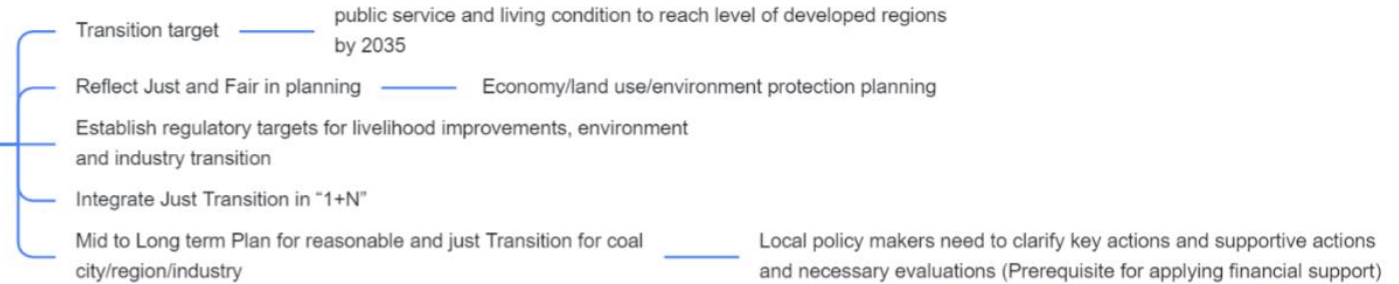 Transition target
public service and living condition to reach level of developed regions
by 2035
Reflect Just and Fair in planning
Economy/land use/environment protection planning
Establish regulatory targets for livelihood improvements, environment
and industry transition
Integrate Just Transition in “1+N”
Mid to Long term Plan for reasonable and just Transition for coal
city/region/industry
Local policy makers need to clarify key actions and supportive actions
and necessary evaluations (Prerequisite for applying financial support)